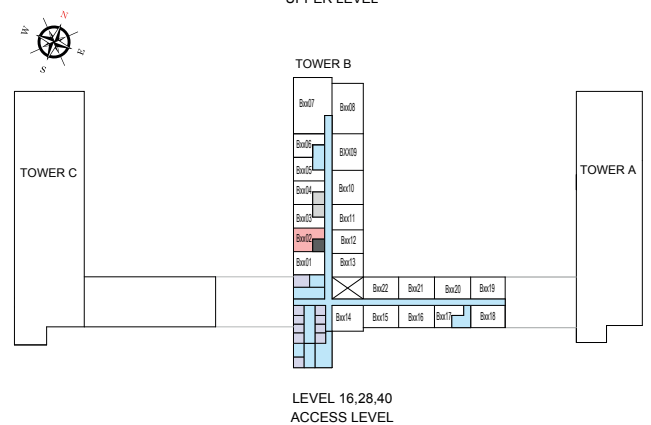 UPPER LEVEL
N
W
E
S
TOWER B
Bxx07
Bxx08
Bxx06
BXX09
Bxx05
TOWER C
TOWER A
Bxx04
Bxx10
Bxx03
Bxx11
Bxx02
Bxx12
Bxx01
Bxx13
Bxx22
Bxx21
Bxx20
Bxx19
Bxx14
Bxx15
Bxx16
Bxx17
Bxx18
LEVEL 16,28,40
ACCESS LEVEL